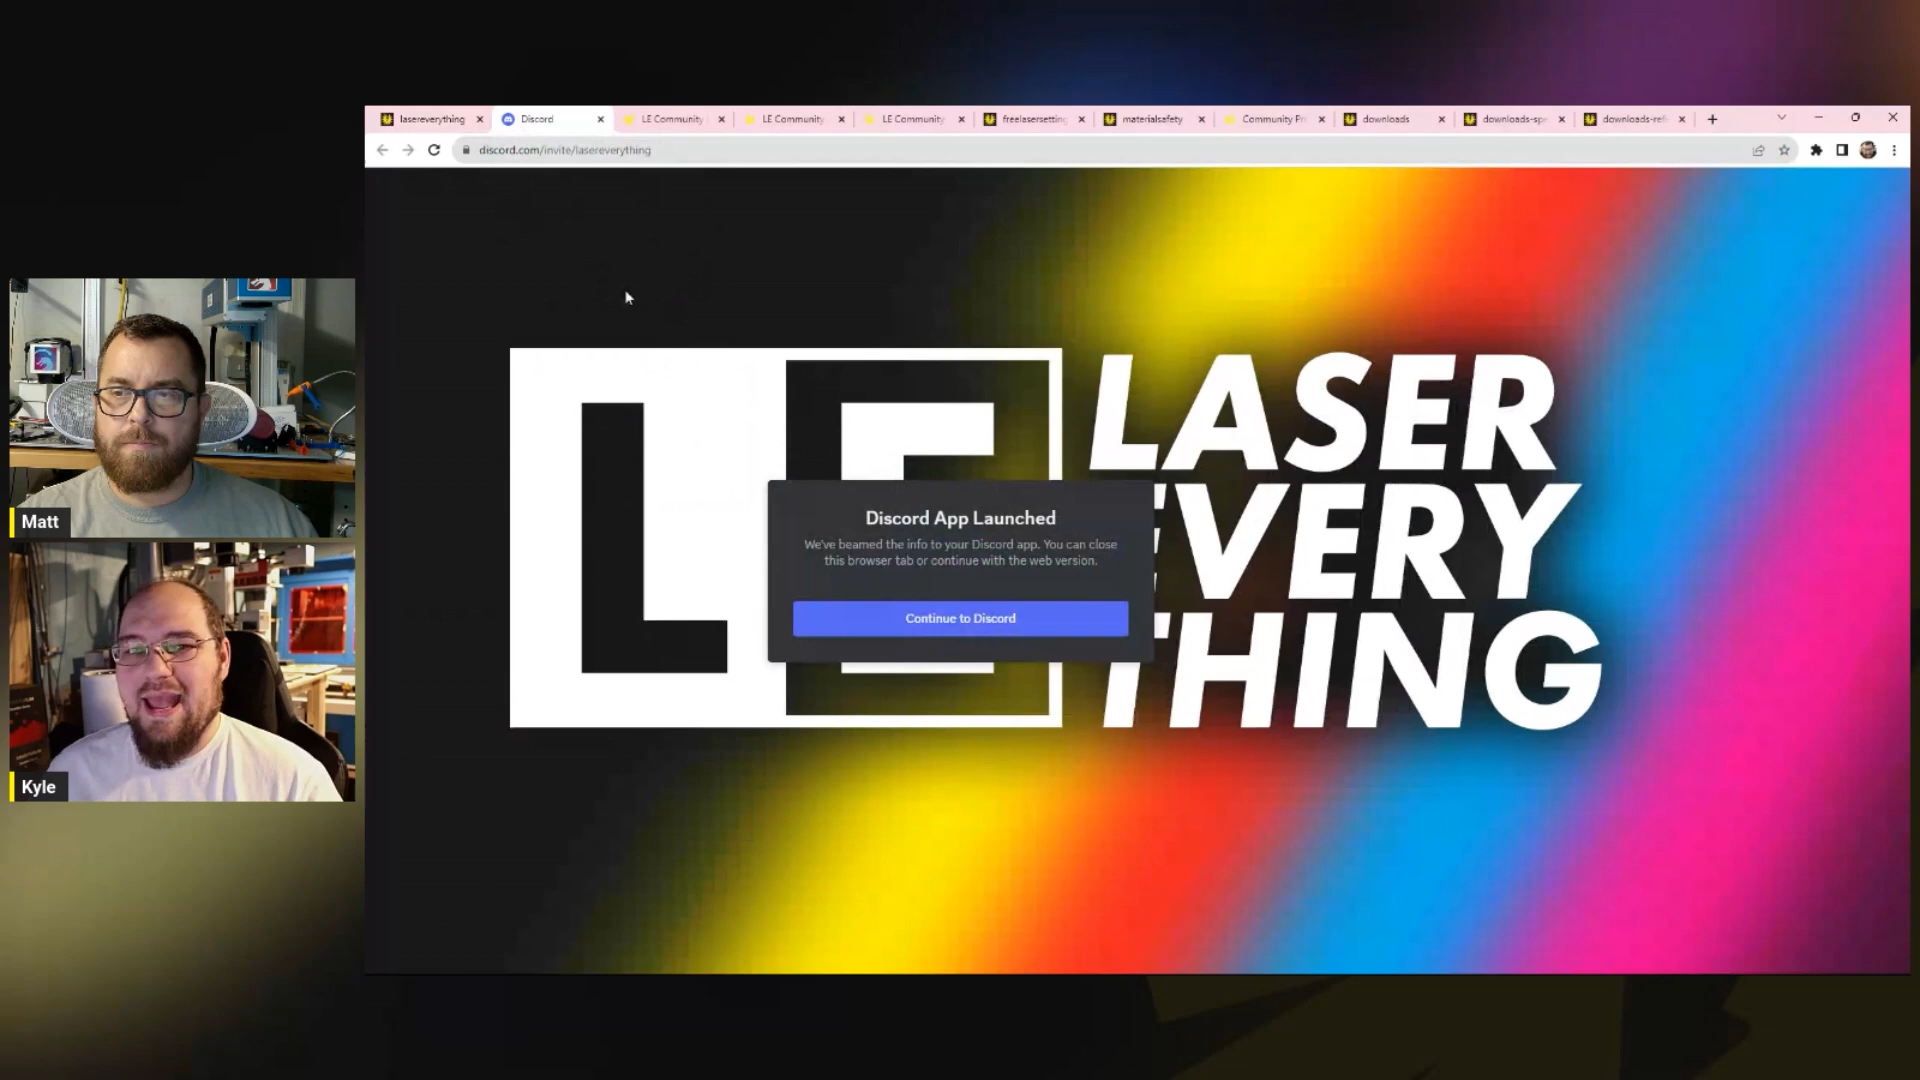 lasereverything
Discord
LE Community
LE Community
LE Community
freelasersetting
materialsafety
Community Pr
downloads
downloads-spe
downloads-ref
discord.com/invite/lasereverything
LE
LASER
EVERY
THING
Discord App Launched
We've beamed the info to your Discord app. You can close
this browser tab or continue with the web version.
Continue to Discord
Matt
Kyle